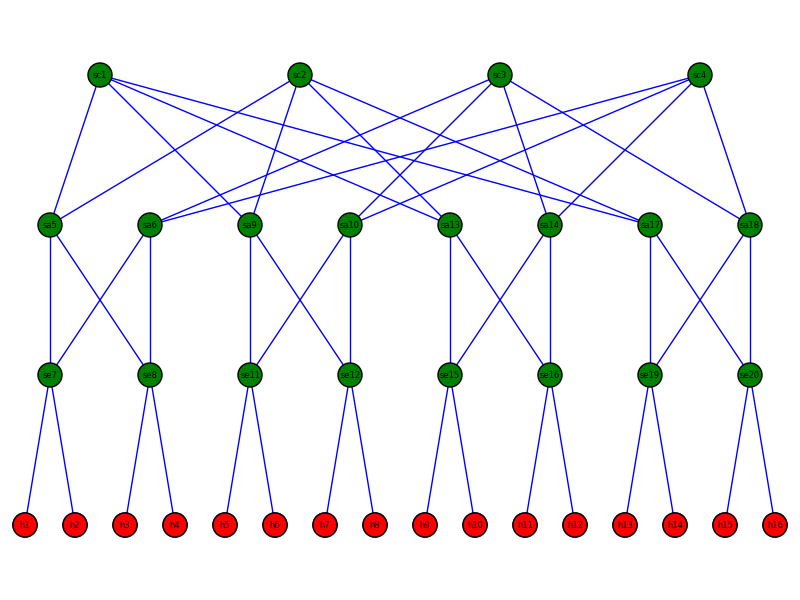 sc1 sc2 sc3 sc4
sa5 sa6 sa9 sa10 sa13 sa14 sa17 sa18
se7 se8 se11 se12 se15 se16 se19 se20
h1 h2 h3 h4 h5 h6 h7 h8 h9 h10 h11 h12 h13 h14 h15 h16